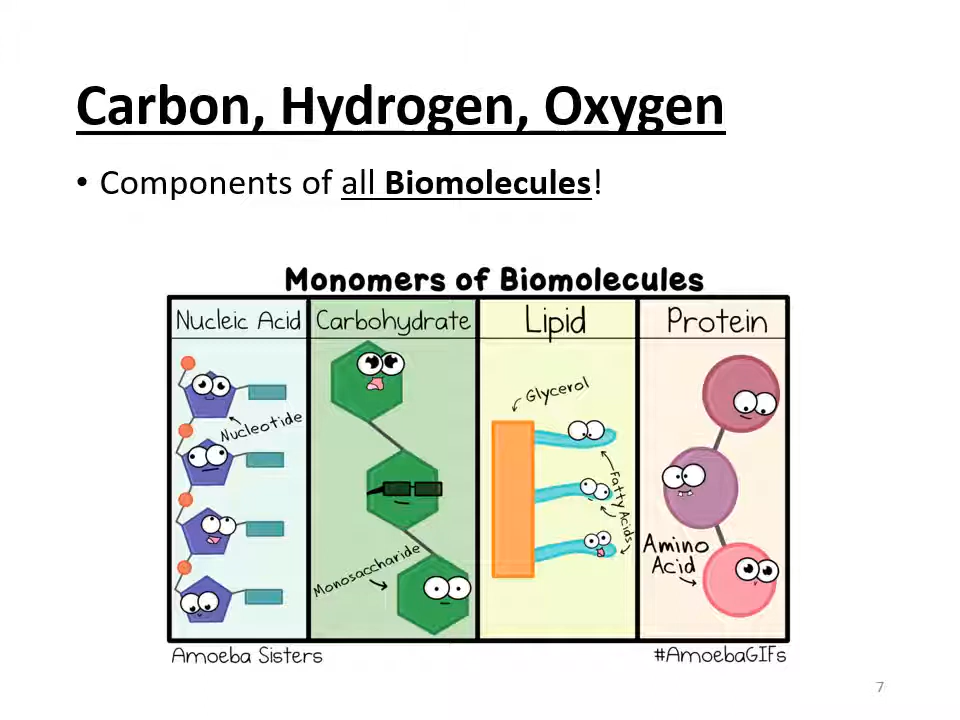 Carbon, Hydrogen, Oxygen
• Components of all Biomolecules!
Monomers of Biomolecules
Nucleic Acid
Carbohydrate
Lipid
Protein
Nucleotide
Monosaccharide
Glycerol
Fatty Acids
Amino
Acid
Amoeba Sisters
#AmoebaGIFs
7